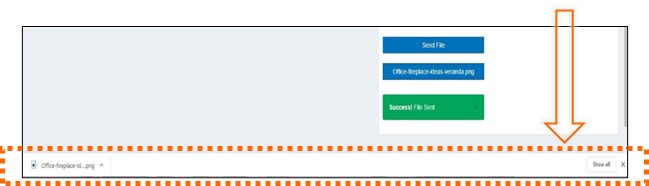 Send File
Office-fireplace-ideas-veranda.png
Success! File Sent
Office-fireplace-id....png
Show all X